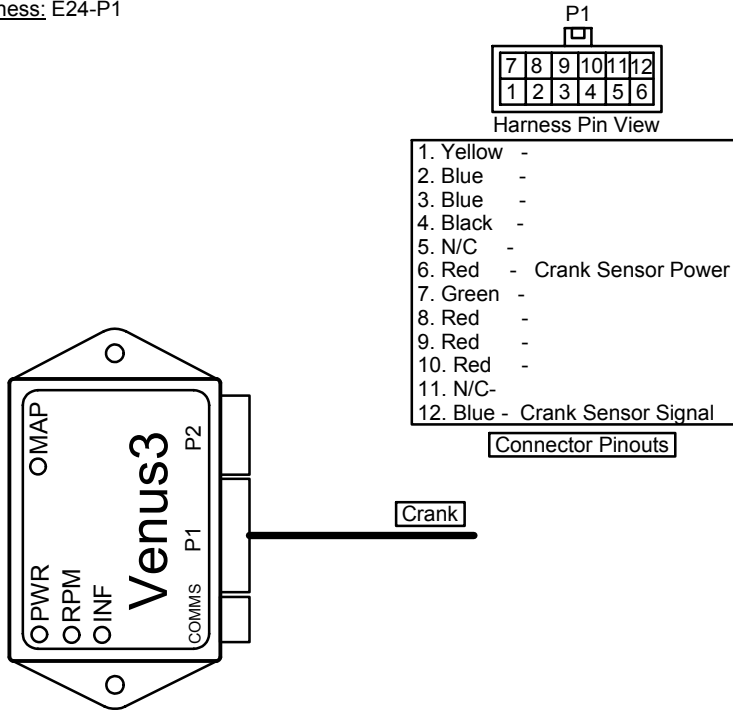 ness: E24-P1
P1
7 8 9 10 11 12
1 2 3 4 5 6
Harness Pin View
1. Yellow -
2. Blue -
3. Blue -
4. Black -
5. N/C -
6. Red - Crank Sensor Power
7. Green -
8. Red -
9. Red -
10. Red -
11. N/C-
12. Blue - Crank Sensor Signal
Connector Pinouts
MAP
PWR
RPM
INF
Venus3
P2
P1
COMMS
Crank